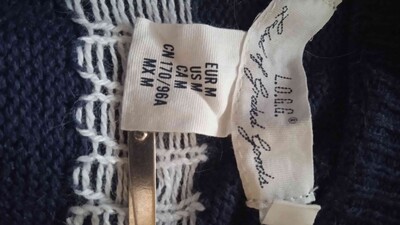 L.O.G.G.®
Label of Graded Goods
EUR M
US M
CA M
CN 170/96A
MX M